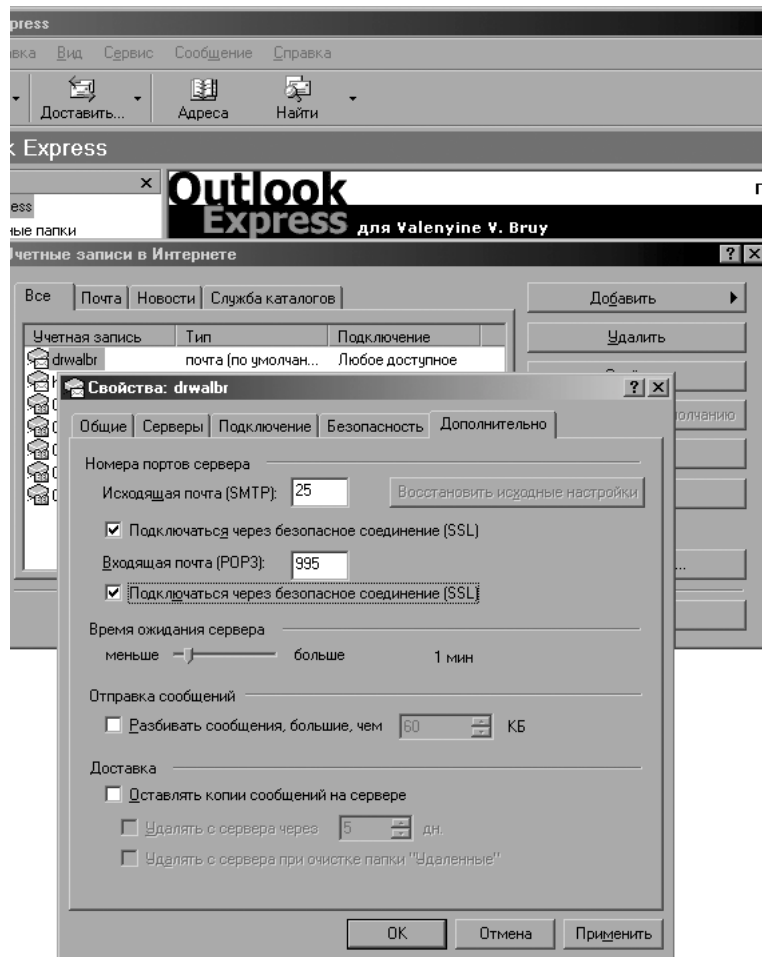 press
авка Вид Сервис Сообщение Справка
Доставить... Адреса Найти
k Express
ess
ные папки
Outlook
Express для Valenyine V. Bruy
Учетные записи в Интернете
Все Почта Новости Служба каталогов
Добавить
Учетная запись Тип Подключение
Удалить
drwalbr почта (по умолчан... Любое доступное
Свойства: drwalbr
олчанию
Общие Серверы Подключение Безопасность Дополнительно
Номера портов сервера
Исходящая почта (SMTP): 25 Восстановить исходные настройки
Подключаться через безопасное соединение (SSL)
Входящая почта (POP3): 995
...
Подключаться через безопасное соединение (SSL)
Время ожидания сервера
меньше больше 1 мин
Отправка сообщений
Разбивать сообщения, большие, чем 60 КБ
Доставка
Оставлять копии сообщений на сервере
Удалять с сервера через 5 дн.
Удалять с сервера при очистке папки "Удаленные"
OK Отмена Применить